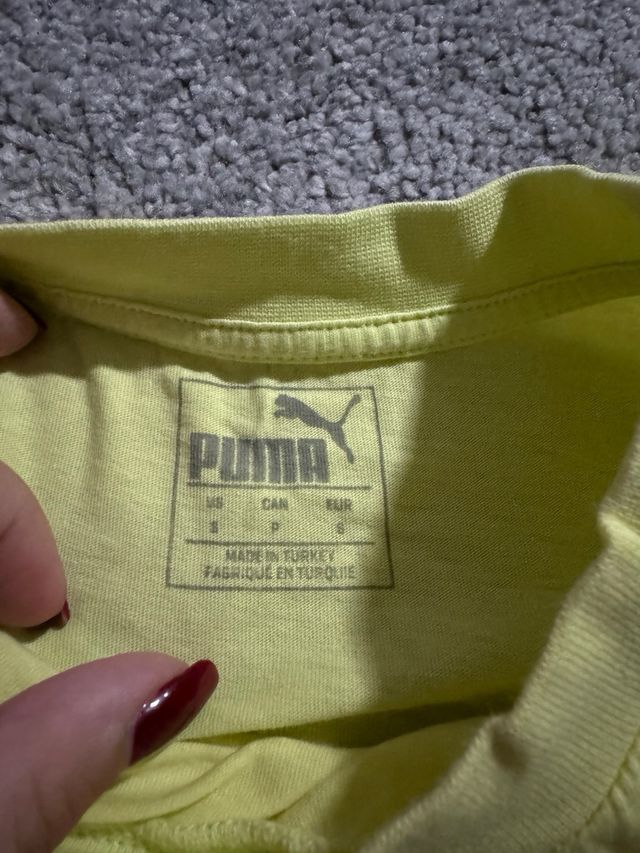 PUMA
US CAN EUR
S P S
MADE IN TURKEY
FABRIQUÉ EN TURQUIE